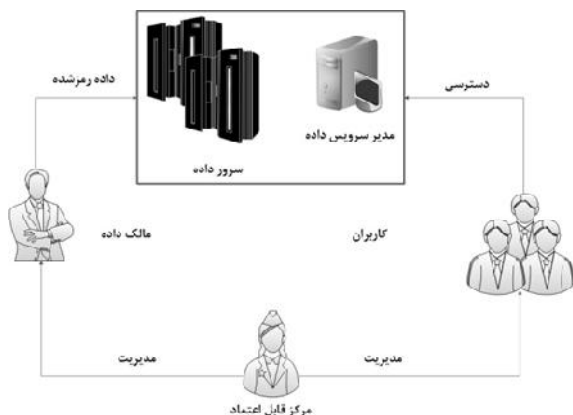 داده رمزشده
دسترسی
مدیر سرویس داده
سرور داده
مالک داده
کاربران
مدیریت
مدیریت
مرکز قابل اعتماد